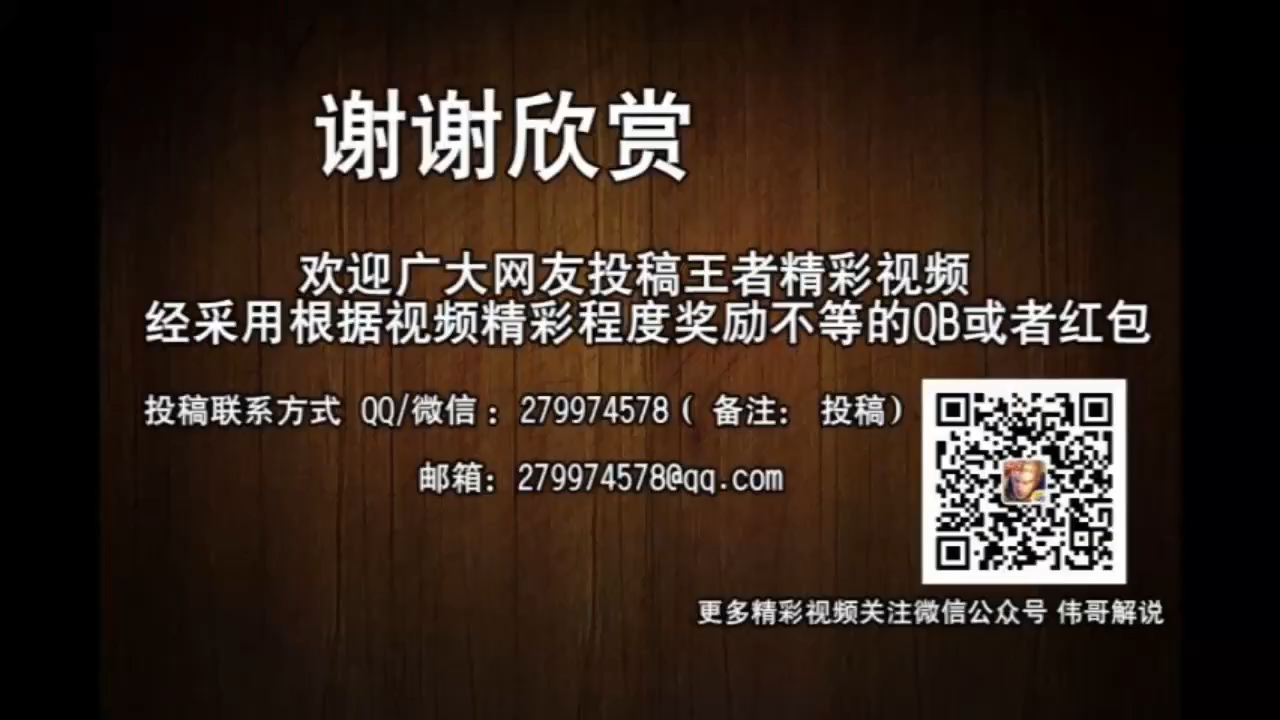 谢谢欣赏
欢迎广大网友投稿王者精彩视频
经采用根据视频精彩程度奖励不等的QB或者红包
投稿联系方式 QQ/微信：279974578（备注： 投稿）
邮箱：279974578@qq.com
更多精彩视频关注微信公众号 伟哥解说